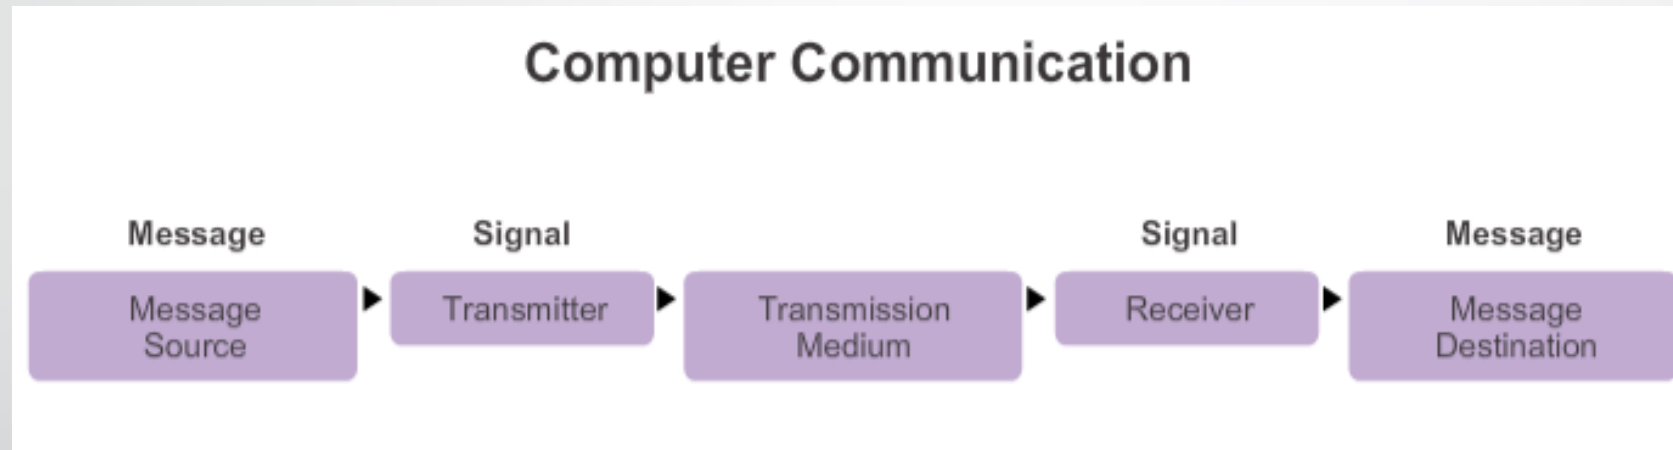 Computer Communication
Message
Signal
Signal
Message
Message
Source
Transmitter
Transmission
Medium
Receiver
Message
Destination